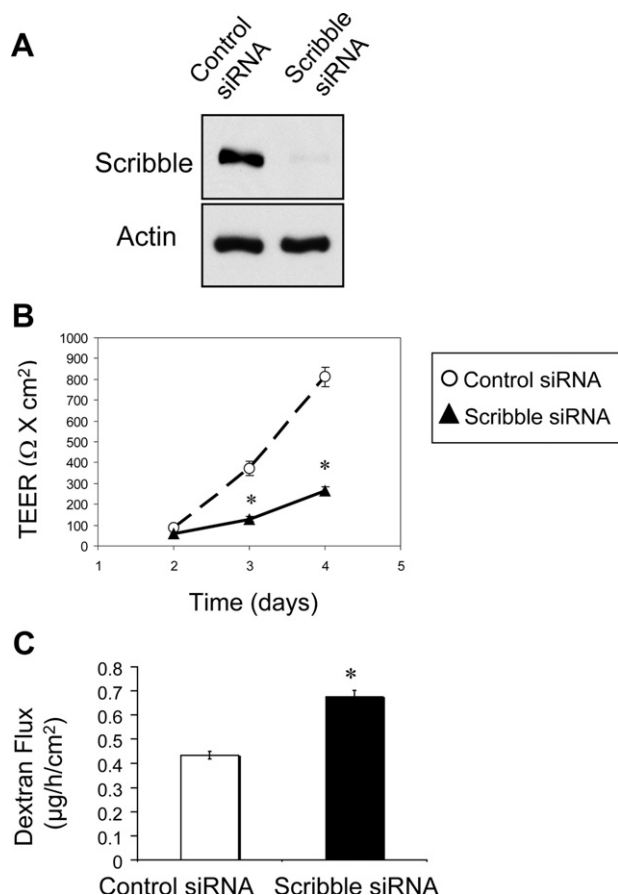 A
Control
siRNA
Scribble
siRNA
Scribble
Actin
B
1000
900
800
700
600
500
400
300
200
100
0
TEER (Ω X cm²)
*
*
1 2 3 4 5
Time (days)
Control siRNA
Scribble siRNA
C
0.8
0.7
0.6
0.5
0.4
0.3
0.2
0.1
0
Dextran Flux
(µg/h/cm²)
*
Control siRNA Scribble siRNA